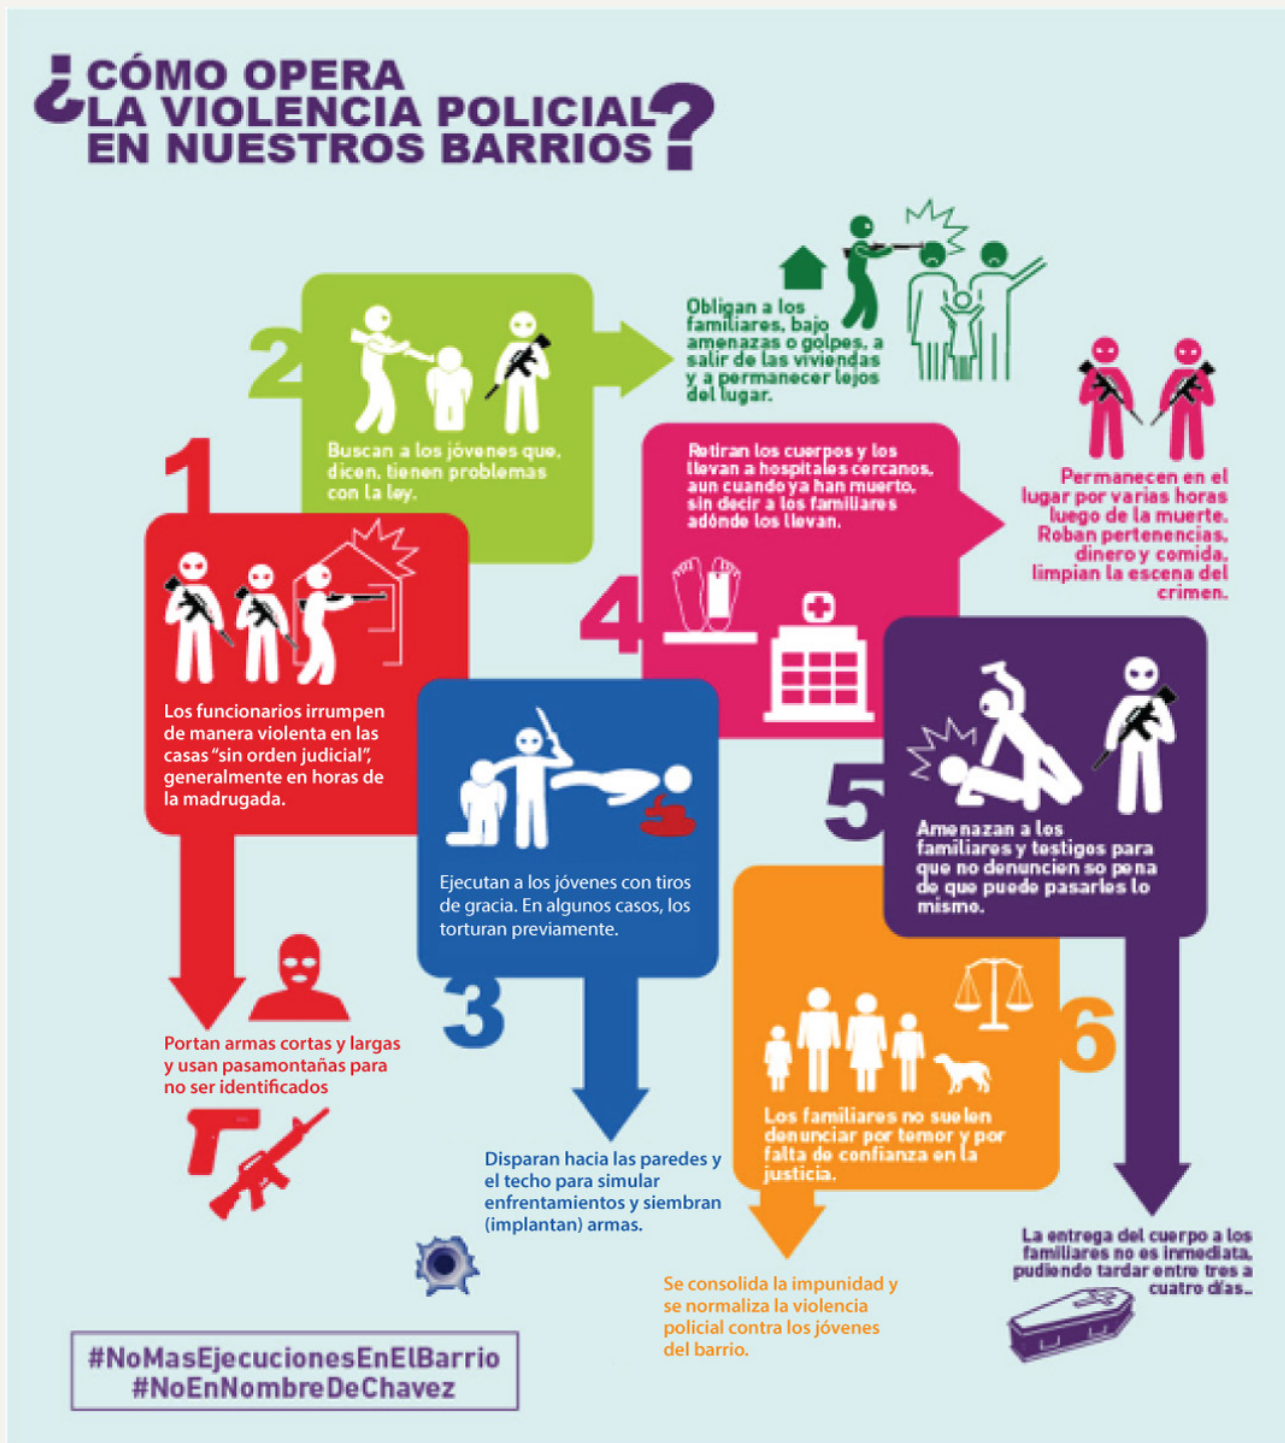 ¿CÓMO OPERA
LA VIOLENCIA POLICIAL
EN NUESTROS BARRIOS?
1
Los funcionarios irrumpen
de manera violenta en las
casas “sin orden judicial”,
generalmente en horas de
la madrugada.
Portan armas cortas y largas
y usan pasamontañas para
no ser identificados
2
Buscan a los jóvenes que,
dicen, tienen problemas
con la ley.
Obligan a los
familiares, bajo
amenazas o golpes, a
salir de las viviendas
y a permanecer lejos
del lugar.
3
Ejecutan a los jóvenes con tiros
de gracia. En algunos casos, los
torturan previamente.
Disparan hacia las paredes y
el techo para simular
enfrentamientos y siembran
(implantan) armas.
4
Retiran los cuerpos y los
llevan a hospitales cercanos,
aun cuando ya han muerto,
sin decir a los familiares
adónde los llevan.
Permanecen en el
lugar por varias horas
luego de la muerte.
Roban pertenencias,
dinero y comida,
limpian la escena del
crimen.
5
Amenazan a los
familiares y testigos para
que no denuncien so pena
de que puede pasarles lo
mismo.
La entrega del cuerpo a los
familiares no es inmediata,
pudiendo tardar entre tres a
cuatro días..
6
Los familiares no suelen
denunciar por temor y por
falta de confianza en la
justicia.
Se consolida la impunidad y
se normaliza la violencia
policial contra los jóvenes
del barrio.
#NoMasEjecucionesEnElBarrio
#NoEnNombreDeChavez